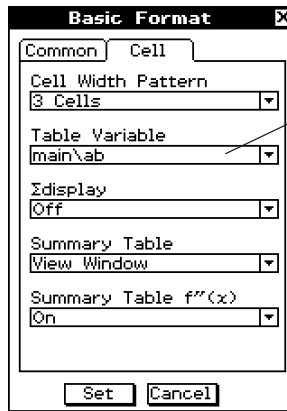 Basic Format X
Common Cell
Cell Width Pattern
3 Cells
Table Variable
main\ab
Σdisplay
Off
Summary Table
View Window
Summary Table f″(x)
On
Set Cancel